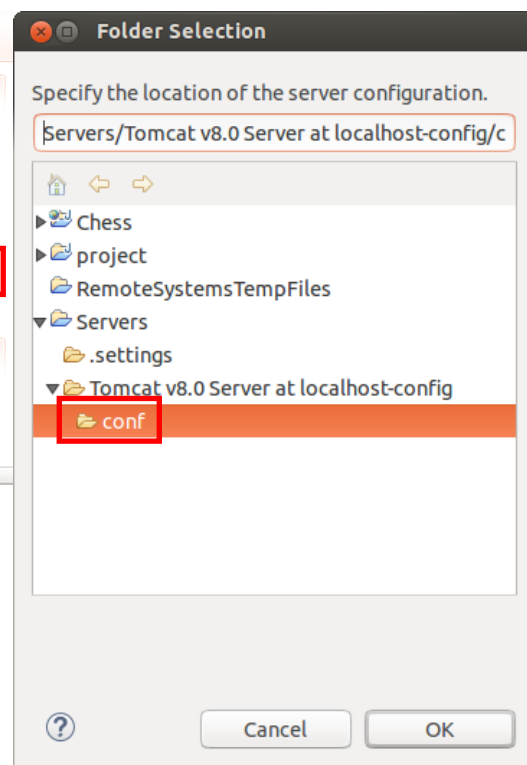 Folder Selection
Specify the location of the server configuration.
Servers/Tomcat v8.0 Server at localhost-config/c
Chess
project
RemoteSystemsTempFiles
Servers
.settings
Tomcat v8.0 Server at localhost-config
conf
?
Cancel
OK